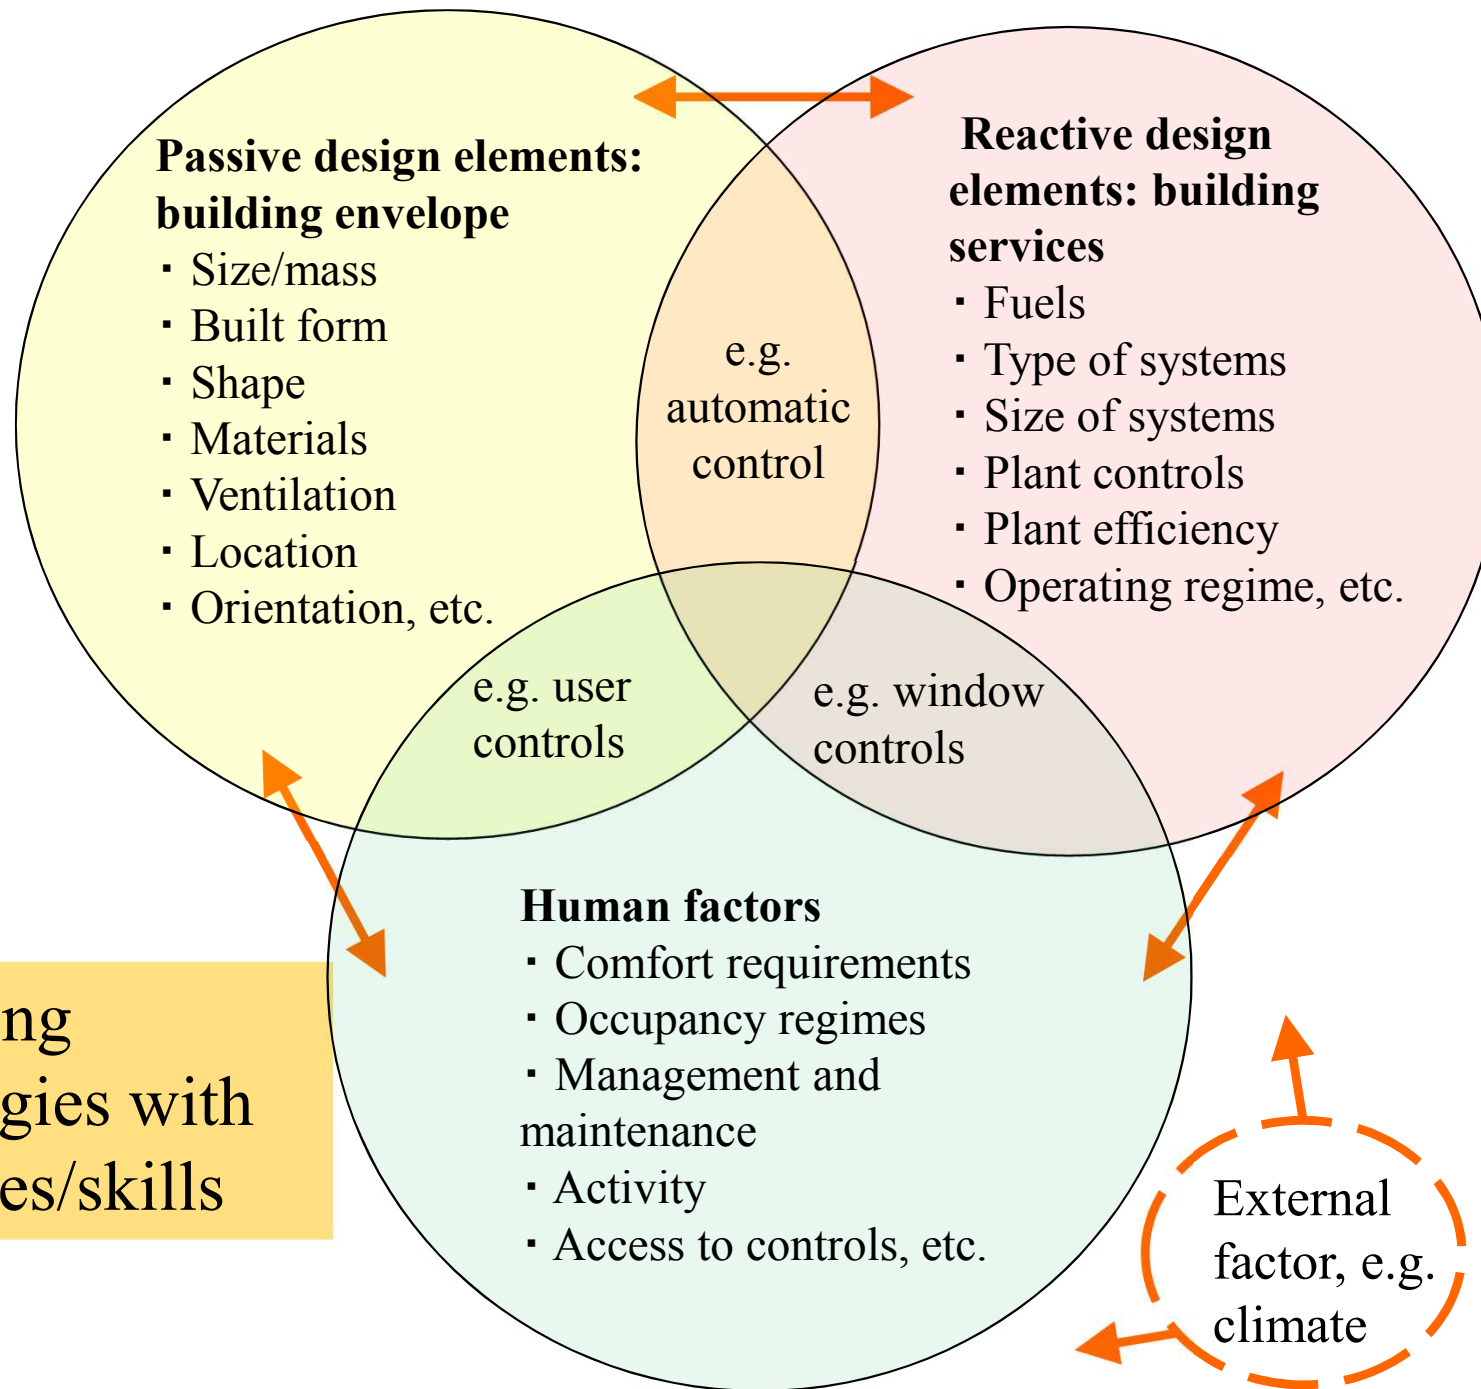 Passive design elements:
building envelope
▪ Size/mass
▪ Built form
▪ Shape
▪ Materials
▪ Ventilation
▪ Location
▪ Orientation, etc.
Reactive design
elements: building
services
▪ Fuels
▪ Type of systems
▪ Size of systems
▪ Plant controls
▪ Plant efficiency
▪ Operating regime, etc.
e.g.
automatic
control
e.g. user
controls
e.g. window
controls
Human factors
▪ Comfort requirements
▪ Occupancy regimes
▪ Management and
maintenance
▪ Activity
▪ Access to controls, etc.
ng
gies with
es/skills
External
factor, e.g.
climate